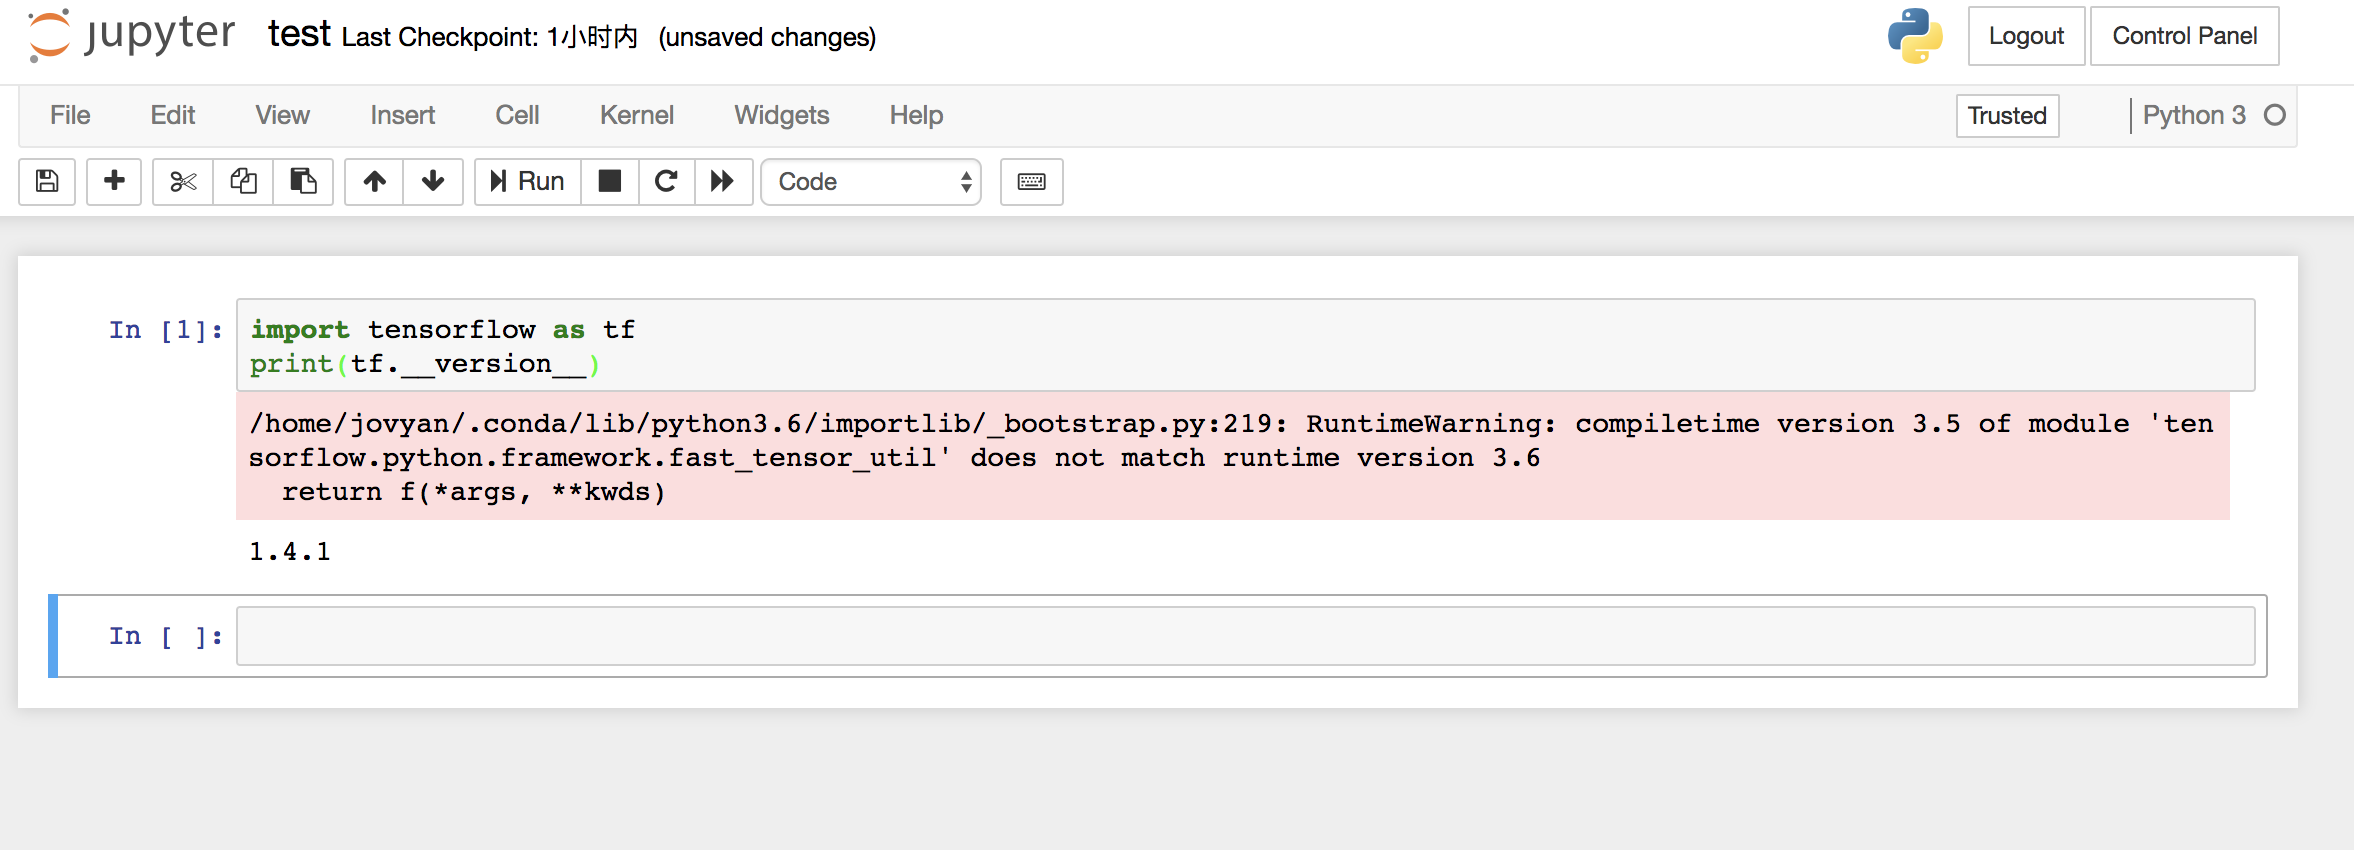 jupyter test Last Checkpoint: 1小时内 (unsaved changes) Logout Control Panel
File Edit View Insert Cell Kernel Widgets Help Trusted Python 3
Run Code
In [1]: import tensorflow as tf
print(tf.__version__)
/home/jovyan/.conda/lib/python3.6/importlib/_bootstrap.py:219: RuntimeWarning: compiletime version 3.5 of module 'ten
sorflow.python.framework.fast_tensor_util' does not match runtime version 3.6
  return f(*args, **kwds)
1.4.1
In [ ]: